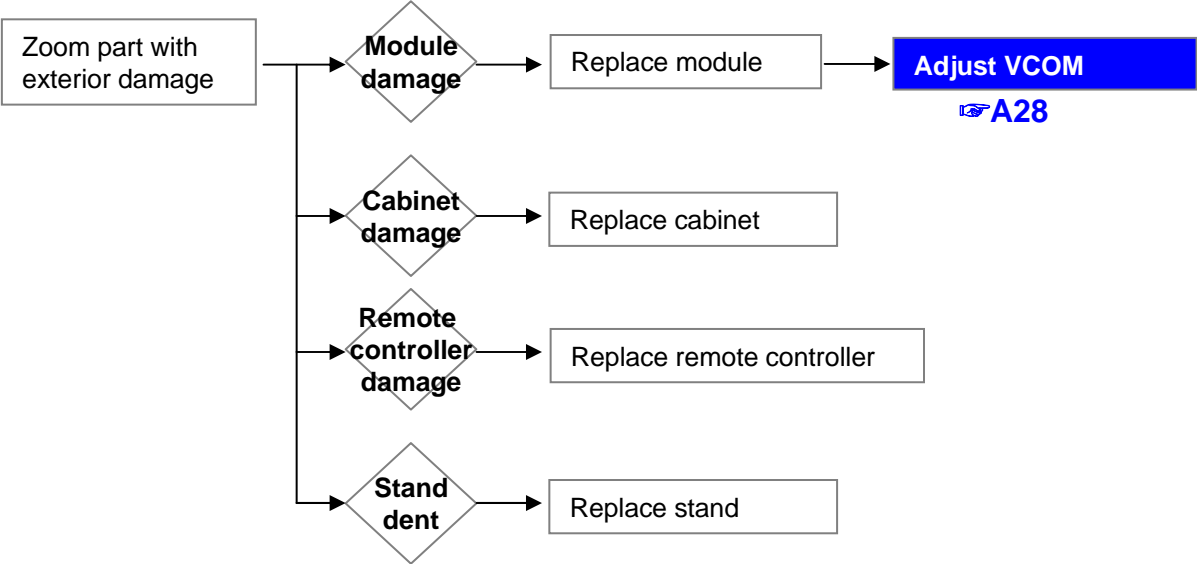 Zoom part with
exterior damage
Module
damage
Replace module
Adjust VCOM
☞A28
Cabinet
damage
Replace cabinet
Remote
controller
damage
Replace remote controller
Stand
dent
Replace stand